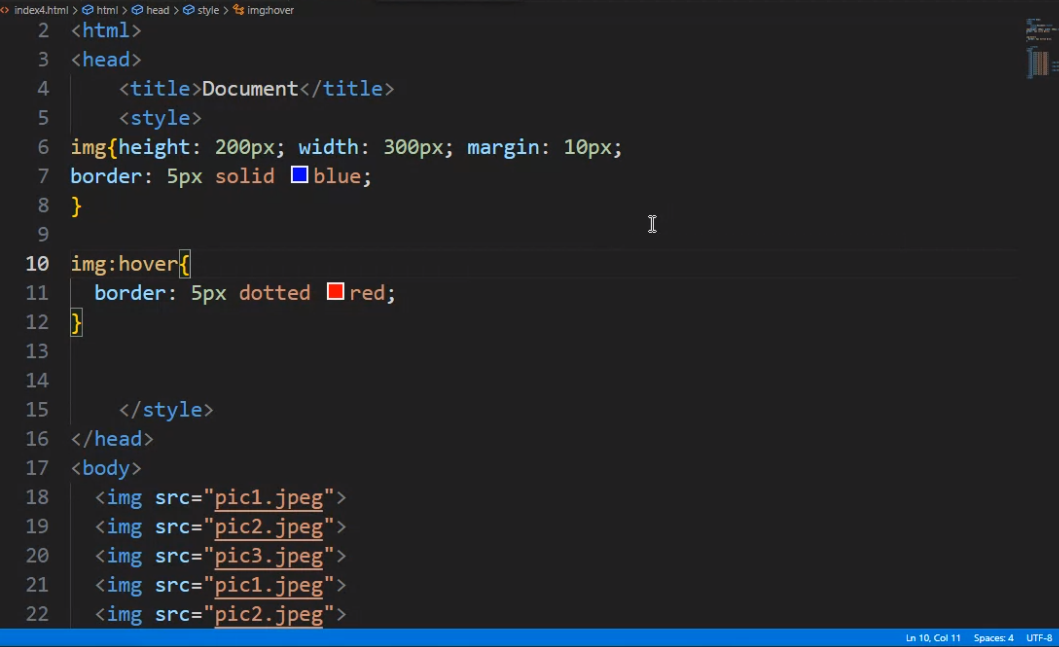 index4.html > html > head > style > img:hover
2 <html>
3 <head>
4 <title>Document</title>
5 <style>
6 img{height: 200px; width: 300px; margin: 10px;
7 border: 5px solid blue;
8 }
9
10 img:hover{
11 border: 5px dotted red;
12 }
13
14
15 </style>
16 </head>
17 <body>
18 <img src="pic1.jpeg">
19 <img src="pic2.jpeg">
20 <img src="pic3.jpeg">
21 <img src="pic1.jpeg">
22 <img src="pic2.jpeg">
Ln 10, Col 11 Spaces: 4 UTF-8